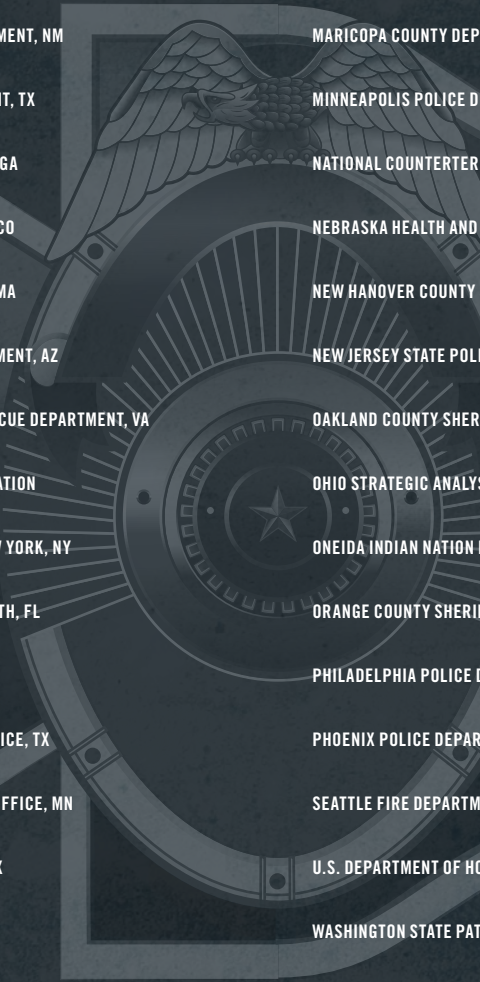 MENT, NM
NT, TX
GA
CO
MA
MENT, AZ
CUE DEPARTMENT, VA
ATION
YORK, NY
TH, FL
ICE, TX
FFICE, MN
X
MARICOPA COUNTY DEP
MINNEAPOLIS POLICE D
NATIONAL COUNTERTER
NEBRASKA HEALTH AND
NEW HANOVER COUNTY
NEW JERSEY STATE POLI
OAKLAND COUNTY SHER
OHIO STRATEGIC ANALYS
ONEIDA INDIAN NATION
ORANGE COUNTY SHERI
PHILADELPHIA POLICE D
PHOENIX POLICE DEPAR
SEATTLE FIRE DEPARTM
U.S. DEPARTMENT OF HO
WASHINGTON STATE PAT